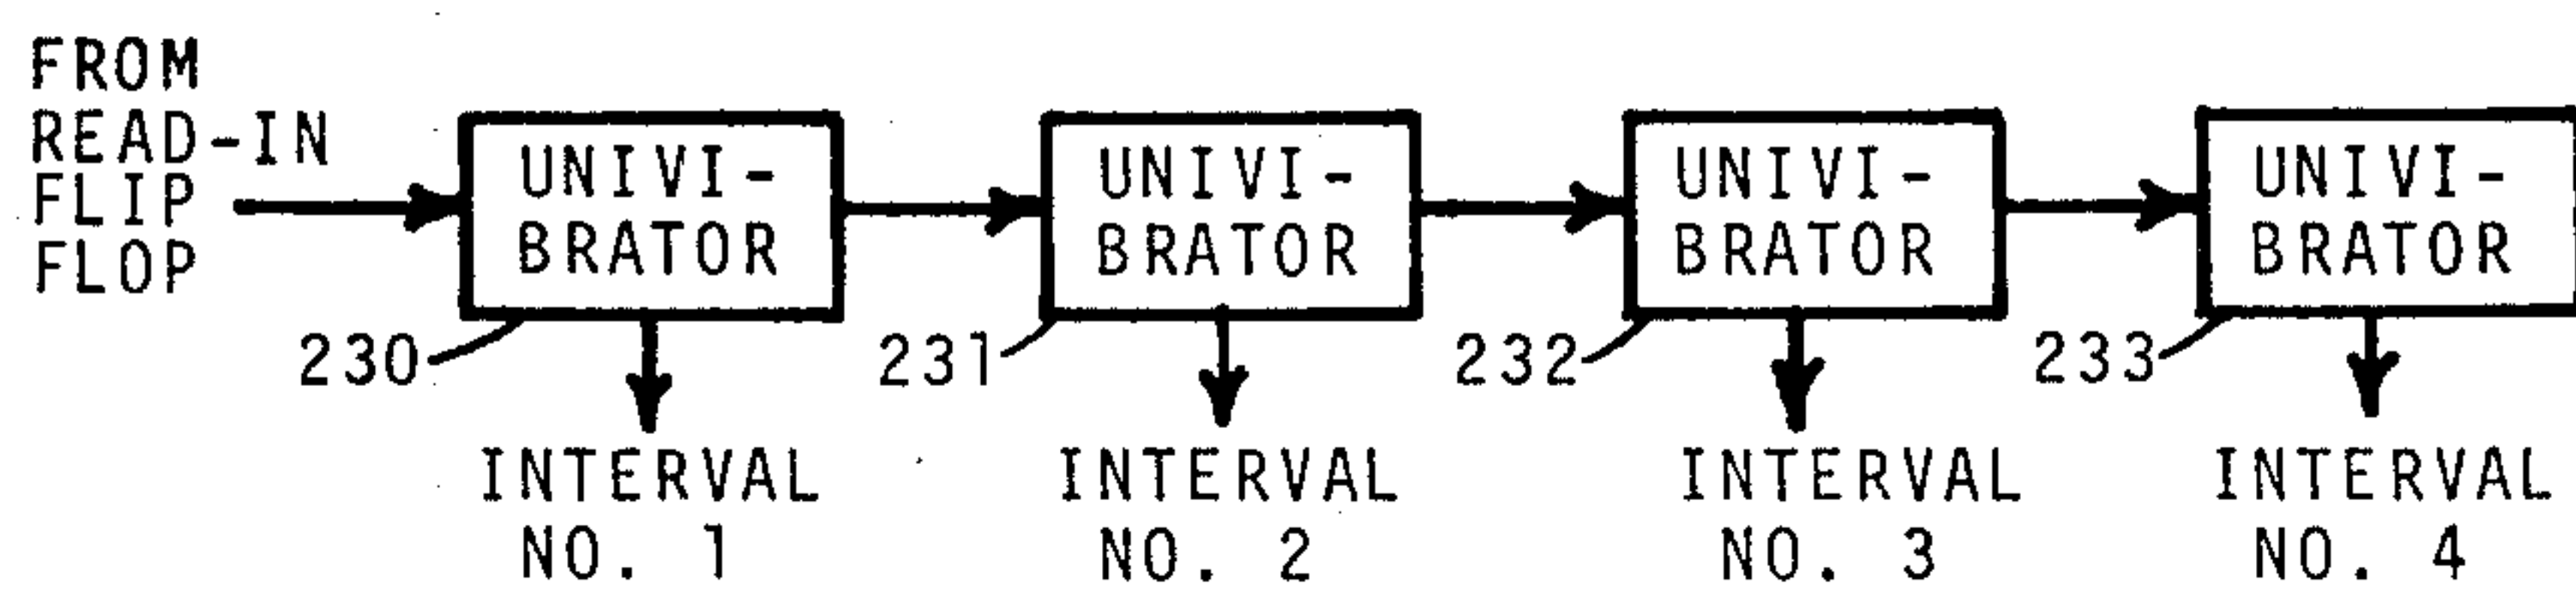 FROM
READ-IN
FLIP
FLOP
UNIVI-
BRATOR
230
INTERVAL
NO. 1
UNIVI-
BRATOR
231
INTERVAL
NO. 2
UNIVI-
BRATOR
232
INTERVAL
NO. 3
UNIVI-
BRATOR
233
INTERVAL
NO. 4